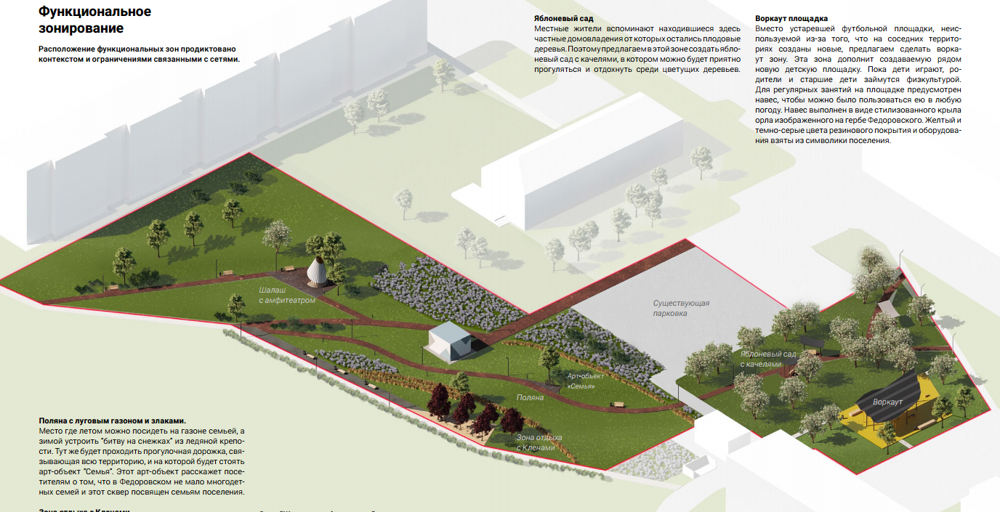 Функциональное
зонирование
Расположение функциональных зон продиктовано
контекстом и ограничениями связанными с сетями.
Яблоневый сад
Местные жители вспоминают находившиеся здесь
частные домовладения от которых остались плодовые
деревья. Поэтому предлагаем в этой зоне создать ябло-
невый сад с качелями, в котором можно будет приятно
прогуляться и отдохнуть среди цветущих деревьев.
Воркаут площадка
Вместо устаревшей футбольной площадки, неис-
пользуемой из-за того, что на соседних террито-
риях созданы новые, предлагаем сделать ворка-
ут зону. Эта зона дополнит создаваемую рядом
новую детскую площадку. Пока дети играют, ро-
дители и старшие дети займутся физкультурой.
Для регулярных занятий на площадке предусмотрен
навес, чтобы можно было пользоваться ею в любую
погоду. Навес выполнен в виде стилизованного крыла
орла изображенного на гербе Федоровского. Желтый и
темно-серые цвета резинового покрытия и оборудова-
ния взяты из символики поселения.
Шалаш
с амфитеатром
Существующая
парковка
Яблоневый сад
с качелями
Арт-объект
«Семья»
Поляна
Воркаут
Зона отдыха
с Кленами
Поляна с луговым газоном и злаками.
Место где летом можно посидеть на газоне семьей, а
зимой устроить "битву на снежках" из ледяной крепо-
сти. Тут же будет проходить прогулочная дорожка, свя-
зывающая всю территорию, и на которой будет стоять
арт-объект "Семья". Этот арт-объект расскажет посе-
тителям о том, что в Федоровском не мало многодет-
ных семей и этот сквер посвящен семьям поселения.
Зона отдыха с Кленами